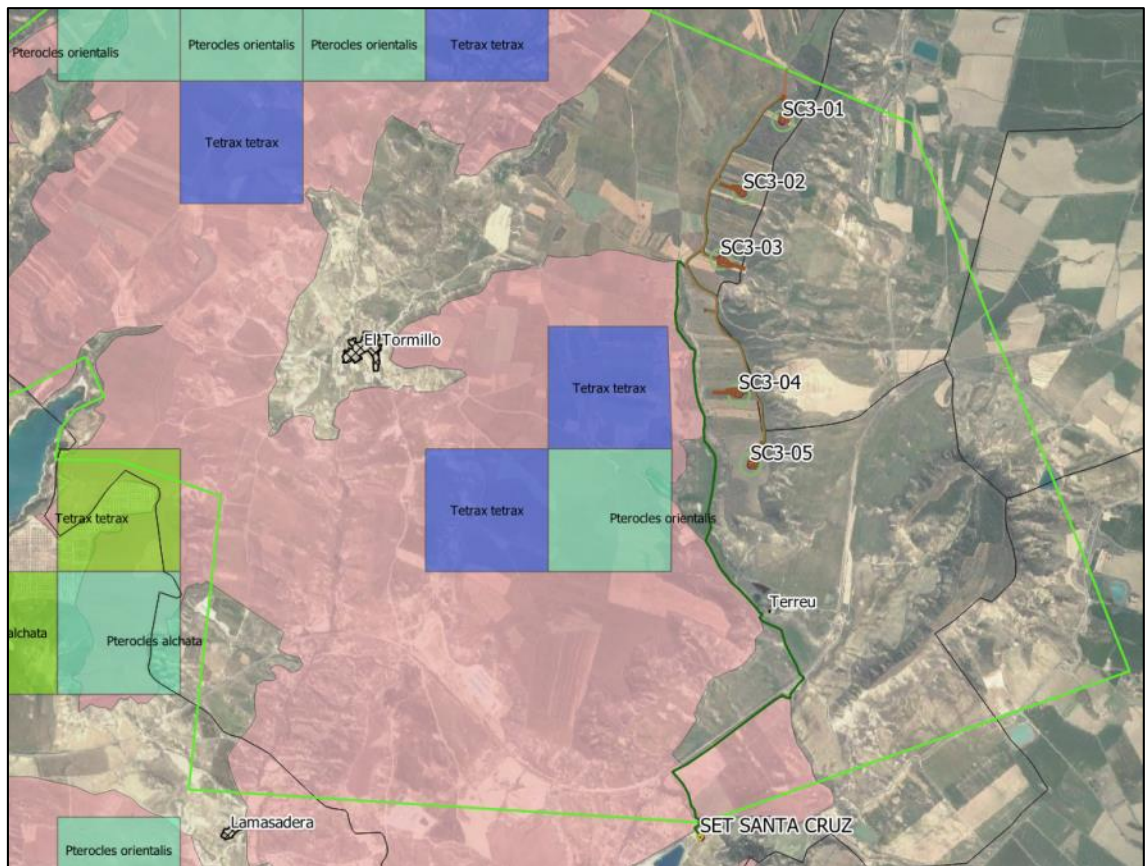 Pterocles orientalis
Pterocles orientalis
Pterocles orientalis
Tetrax tetrax
SC3-01
Tetrax tetrax
SC3-02
SC3-03
El Tormillo
Tetrax tetrax
SC3-04
SC3-05
Tetrax tetrax
Tetrax tetrax
Pterocles orientalis
Terreu
alchata
Pterocles alchata
Lamasadera
SET SANTA CRUZ
Pterocles orientalis